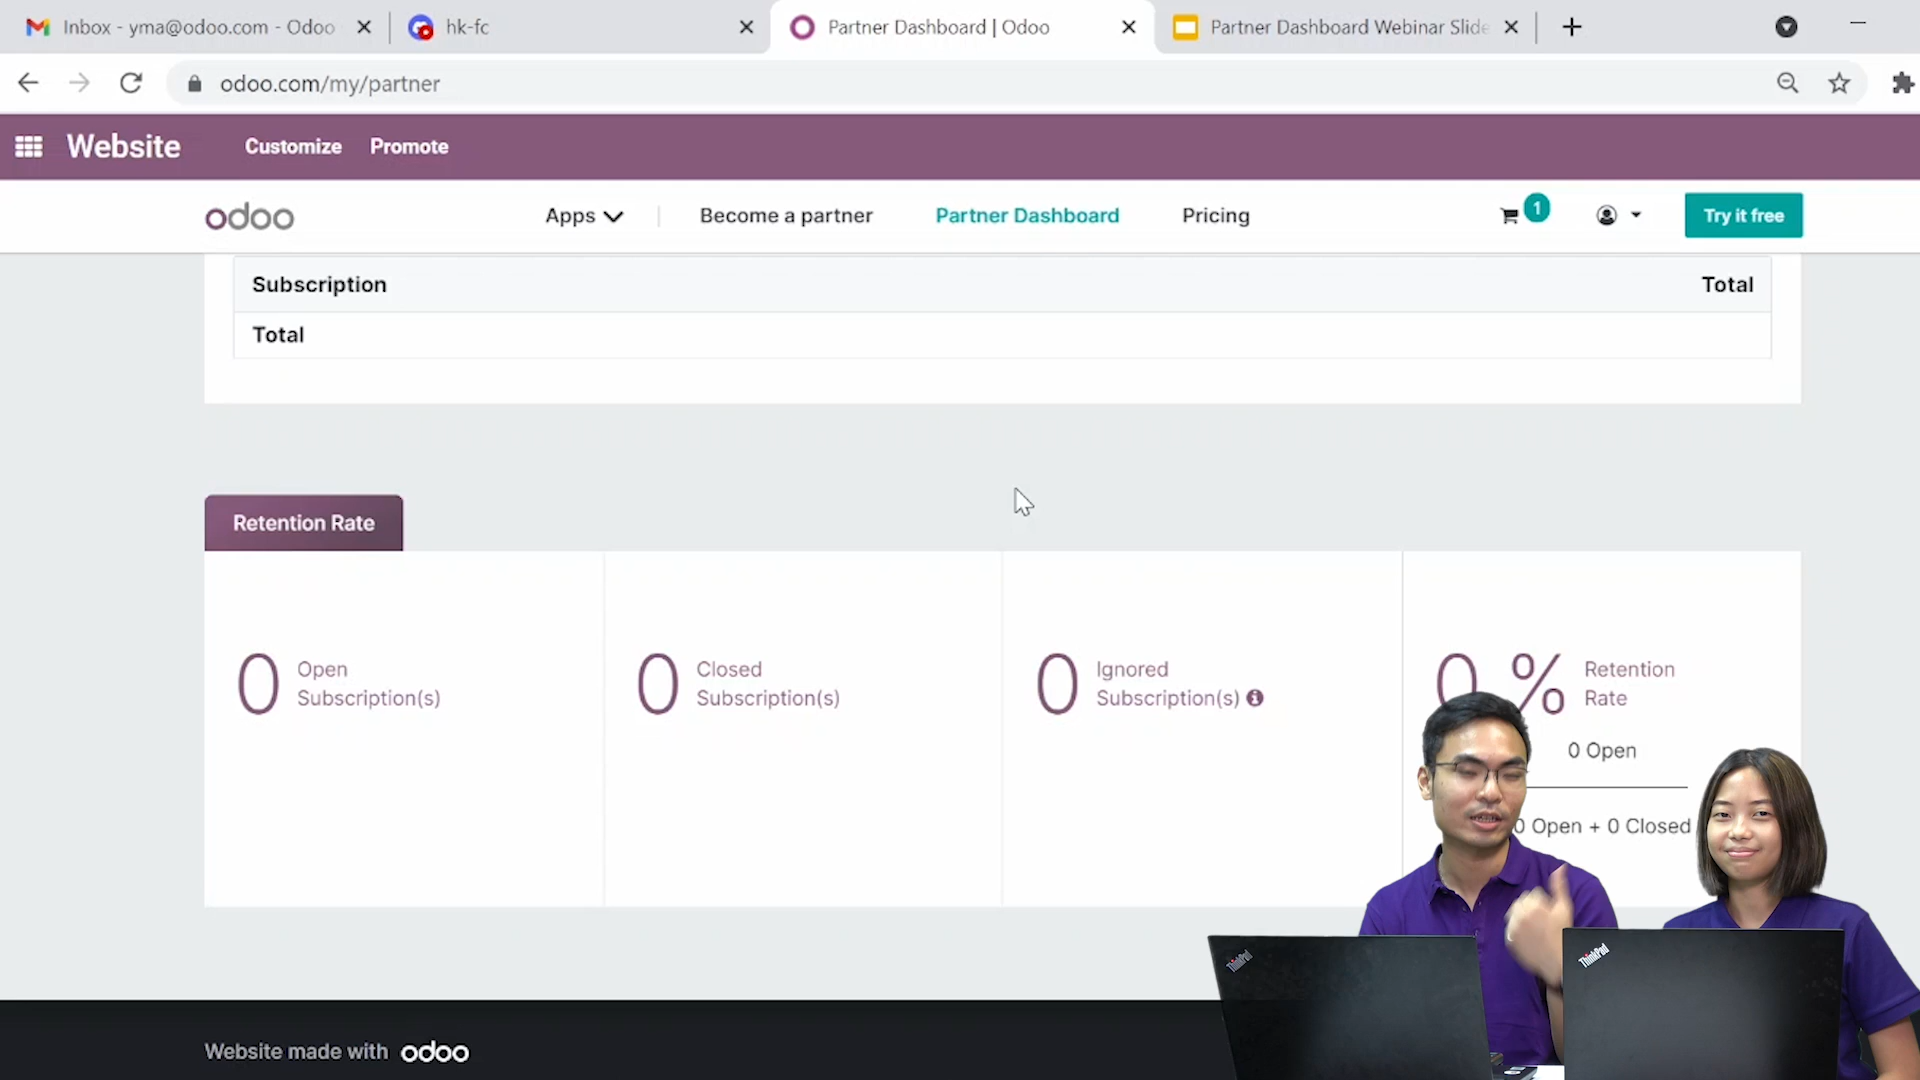 Inbox - yma@odoo.com - Odoo
hk-fc
Partner Dashboard | Odoo
Partner Dashboard Webinar Slide
odoo.com/my/partner
Website
Customize
Promote
odoo
Apps
Become a partner
Partner Dashboard
Pricing
1
Try it free
Subscription
Total
Total
Retention Rate
0 Open
Subscription(s)
0 Closed
Subscription(s)
0 Ignored
Subscription(s)
0 % Retention
Rate
0 Open
0 Open + 0 Closed
ThinkPad
ThinkPad
Website made with odoo